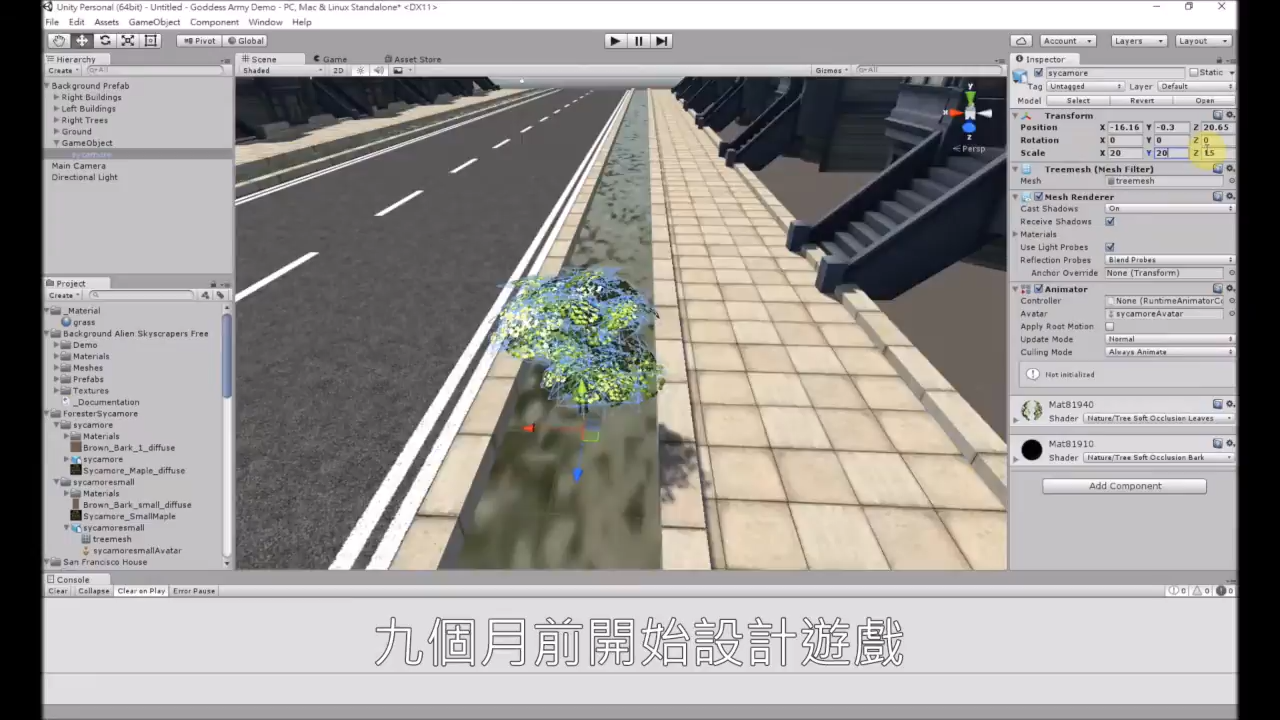 Unity Personal (64bit) - Untitled - Goddess Army Demo - PC, Mac & Linux Standalone* <DX11>
File Edit Assets GameObject Component Window Help
Pivot Global Account Layers Layout
Hierarchy
Create All
Background Prefab
Right Buildings
Left Buildings
Right Trees
Ground
GameObject
sycamore
Main Camera
Directional Light
Project
Create
_Material
grass
Background Alien Skyscrapers Free
Demo
Materials
Meshes
Prefabs
Textures
_Documentation
ForesterSycamore
sycamore
Materials
Brown_Bark_1_diffuse
sycamore
Sycamore_Maple_diffuse
sycamoresmall
Materials
Brown_Bark_small_diffuse
Sycamore_SmallMaple
sycamoresmall
treemesh
sycamoresmallAvatar
San Francisco House
Scene Game Asset Store
Shaded 2D Gizmos All
y
x
z
Persp
Inspector
sycamore Static
Tag Untagged Layer Default
Model Select Revert Open
Transform
Position X -16.16 Y -0.3 Z 20.65
Rotation X 0 Y 0 Z 0
Scale X 20 Y 20 Z 15
Treemesh (Mesh Filter)
Mesh treemesh
Mesh Renderer
Cast Shadows On
Receive Shadows
Materials
Use Light Probes
Reflection Probes Blend Probes
Anchor Override None (Transform)
Animator
Controller None (RuntimeAnimatorCo
Avatar sycamoreAvatar
Apply Root Motion
Update Mode Normal
Culling Mode Always Animate
Not initialized
Mat81940
Shader Nature/Tree Soft Occlusion Leaves
Mat81910
Shader Nature/Tree Soft Occlusion Bark
Add Component
Console
Clear Collapse Clear on Play Error Pause 0 0 0
九個月前開始設計遊戲